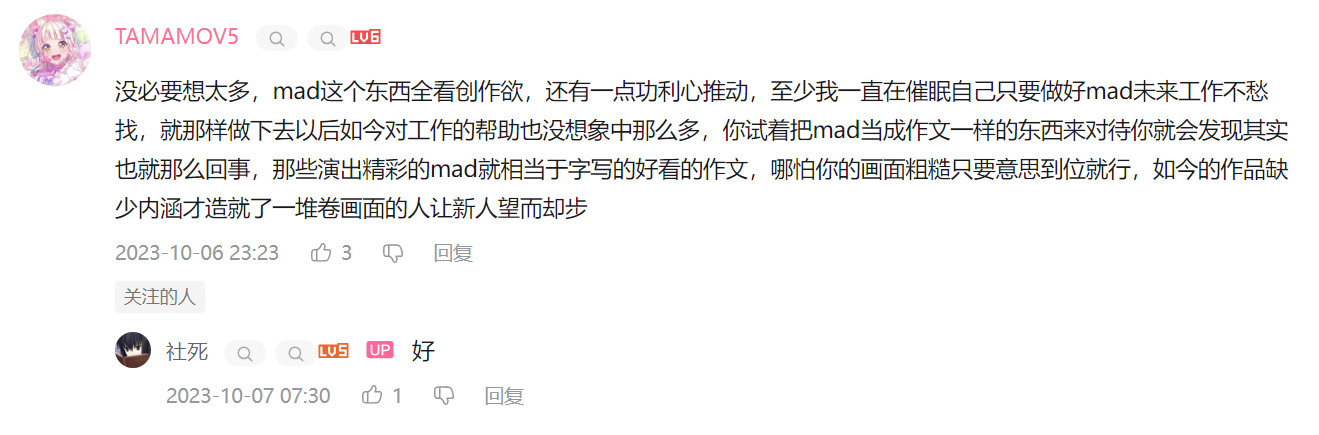 TAMAMOV5 LV6
没必要想太多，mad这个东西全看创作欲，还有一点功利心推动，至少我一直在催眠自己只要做好mad未来工作不愁
找，就那样做下去以后如今对工作的帮助也没想象中那么多，你试着把mad当成作文一样的东西来对待你就会发现其实
也就那么回事，那些演出精彩的mad就相当于字写的好看的作文，哪怕你的画面粗糙只要意思到位就行，如今的作品缺
少内涵才造就了一堆卷画面的人让新人望而却步
2023-10-06 23:23 3 回复
关注的人
社死 LV5 UP 好
2023-10-07 07:30 1 回复